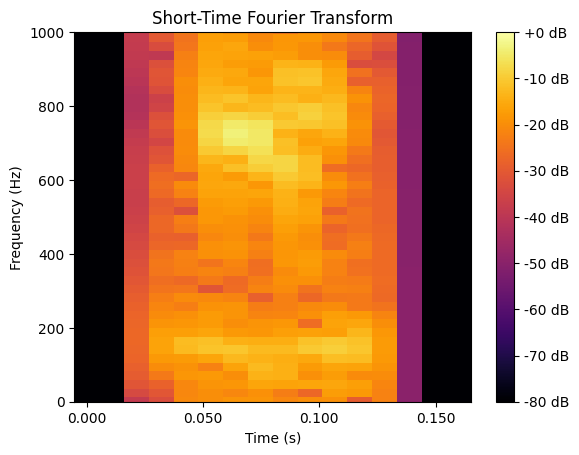 Short-Time Fourier Transform
1000
800
600
400
200
0
Frequency (Hz)
0.000
0.050
0.100
0.150
Time (s)
+0 dB
-10 dB
-20 dB
-30 dB
-40 dB
-50 dB
-60 dB
-70 dB
-80 dB